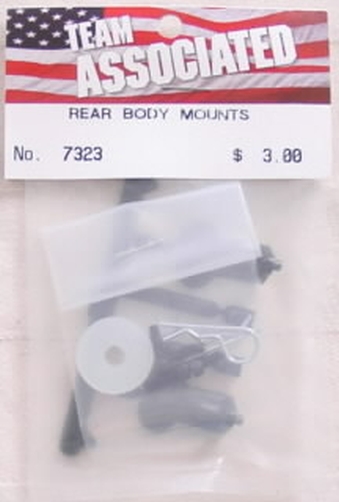 TEAM
ASSOCIATED
REAR BODY MOUNTS
No. 7323 $ 3.00